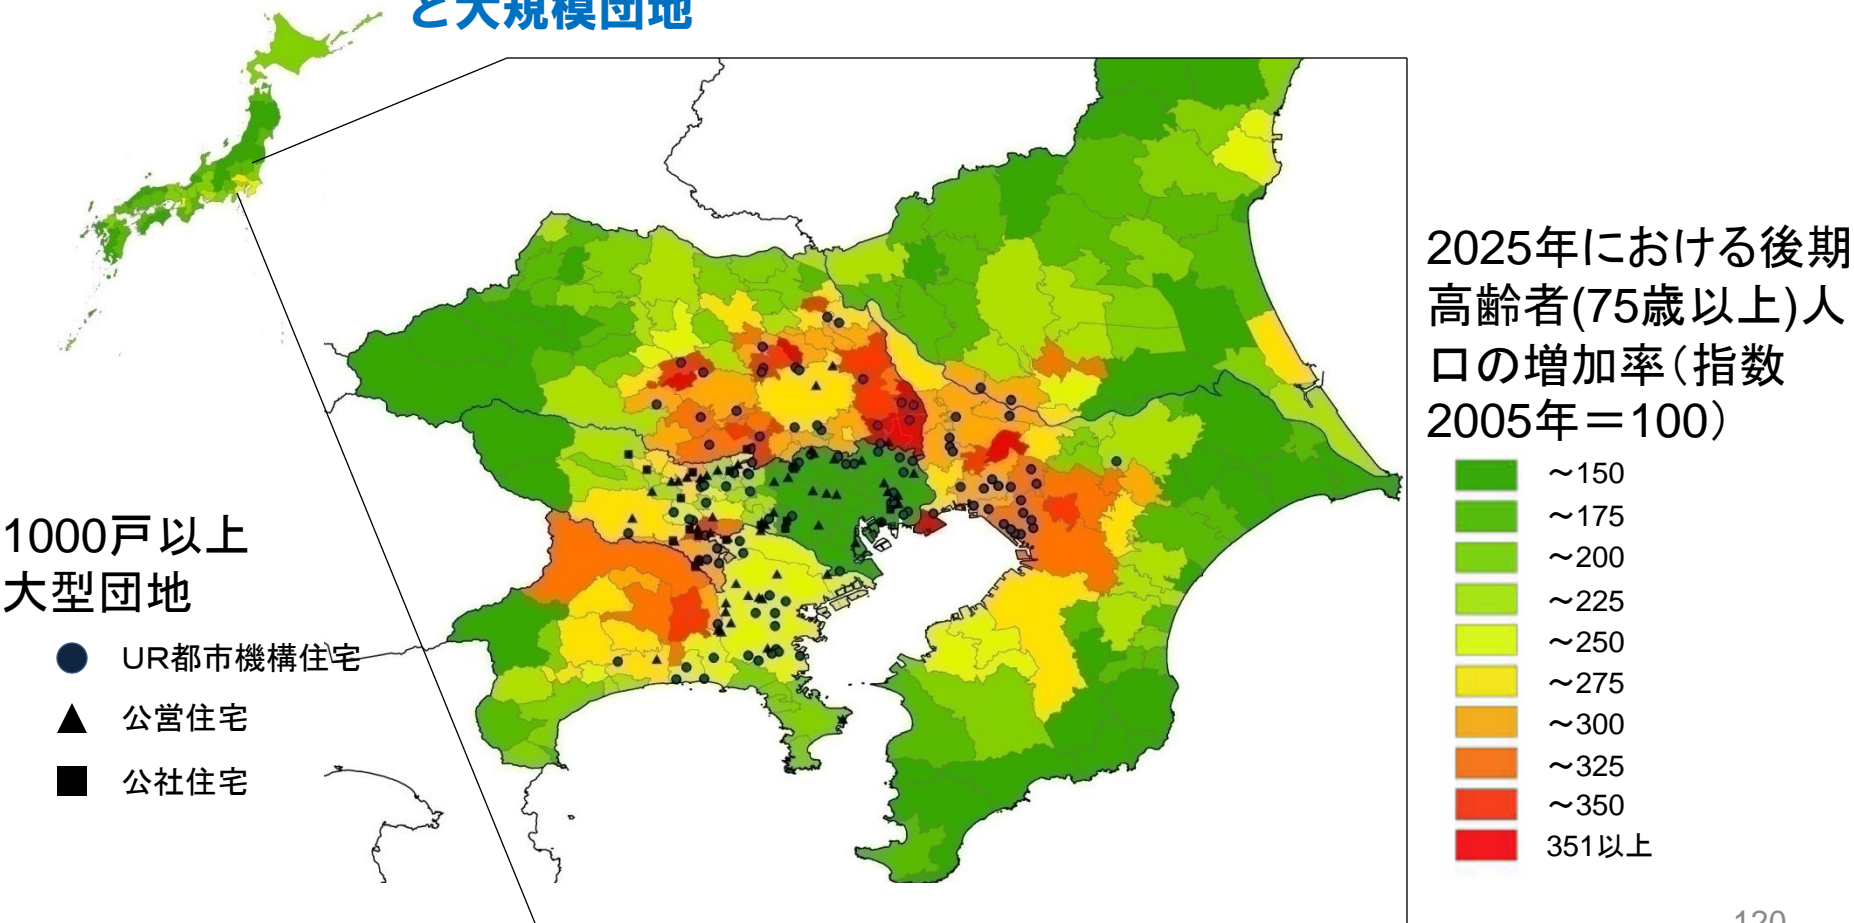 と大規模団地
2025年における後期
高齢者(75歳以上)人
口の増加率（指数
2005年＝100）
～150
～175
～200
～225
～250
～275
～300
～325
～350
351以上
1000戸以上
大型団地
UR都市機構住宅
公営住宅
公社住宅
120